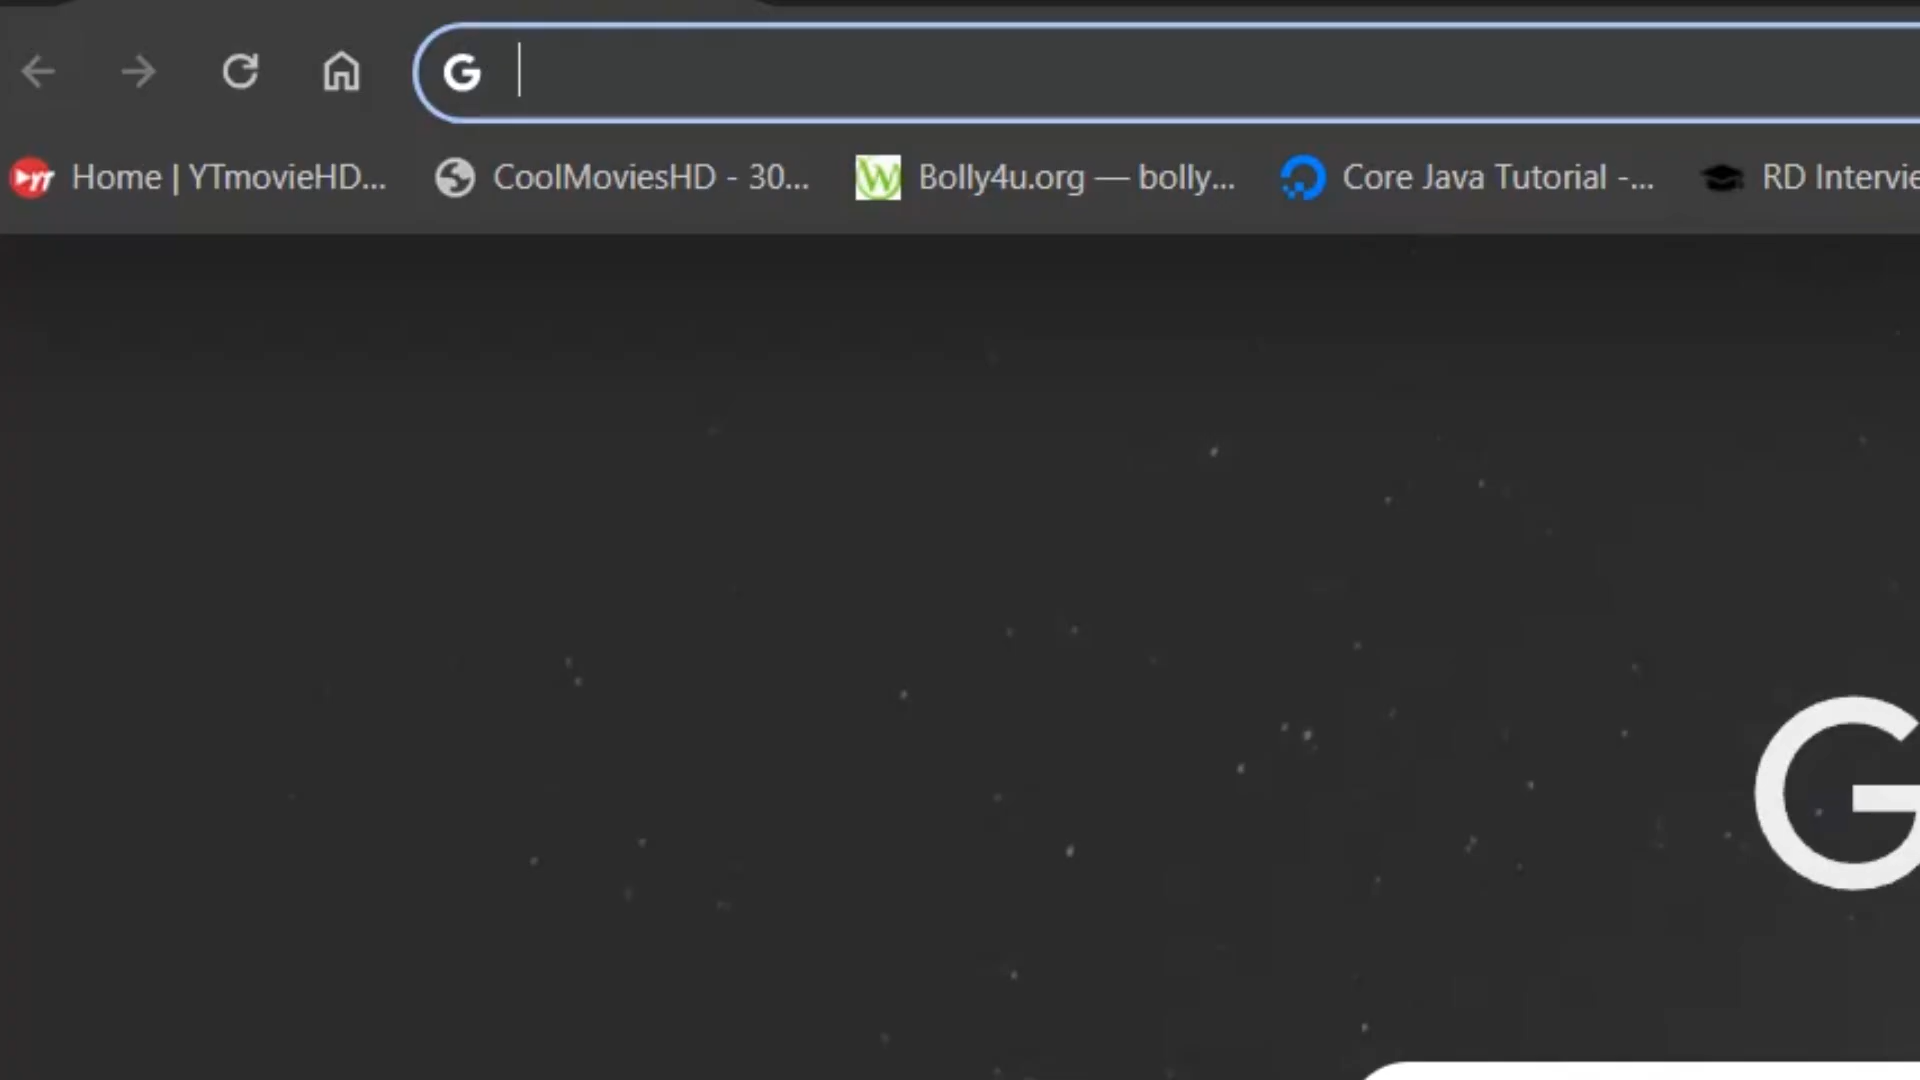 Home | YTmovieHD...
CoolMoviesHD - 30...
Bolly4u.org — bolly...
Core Java Tutorial -...
RD Intervie
G